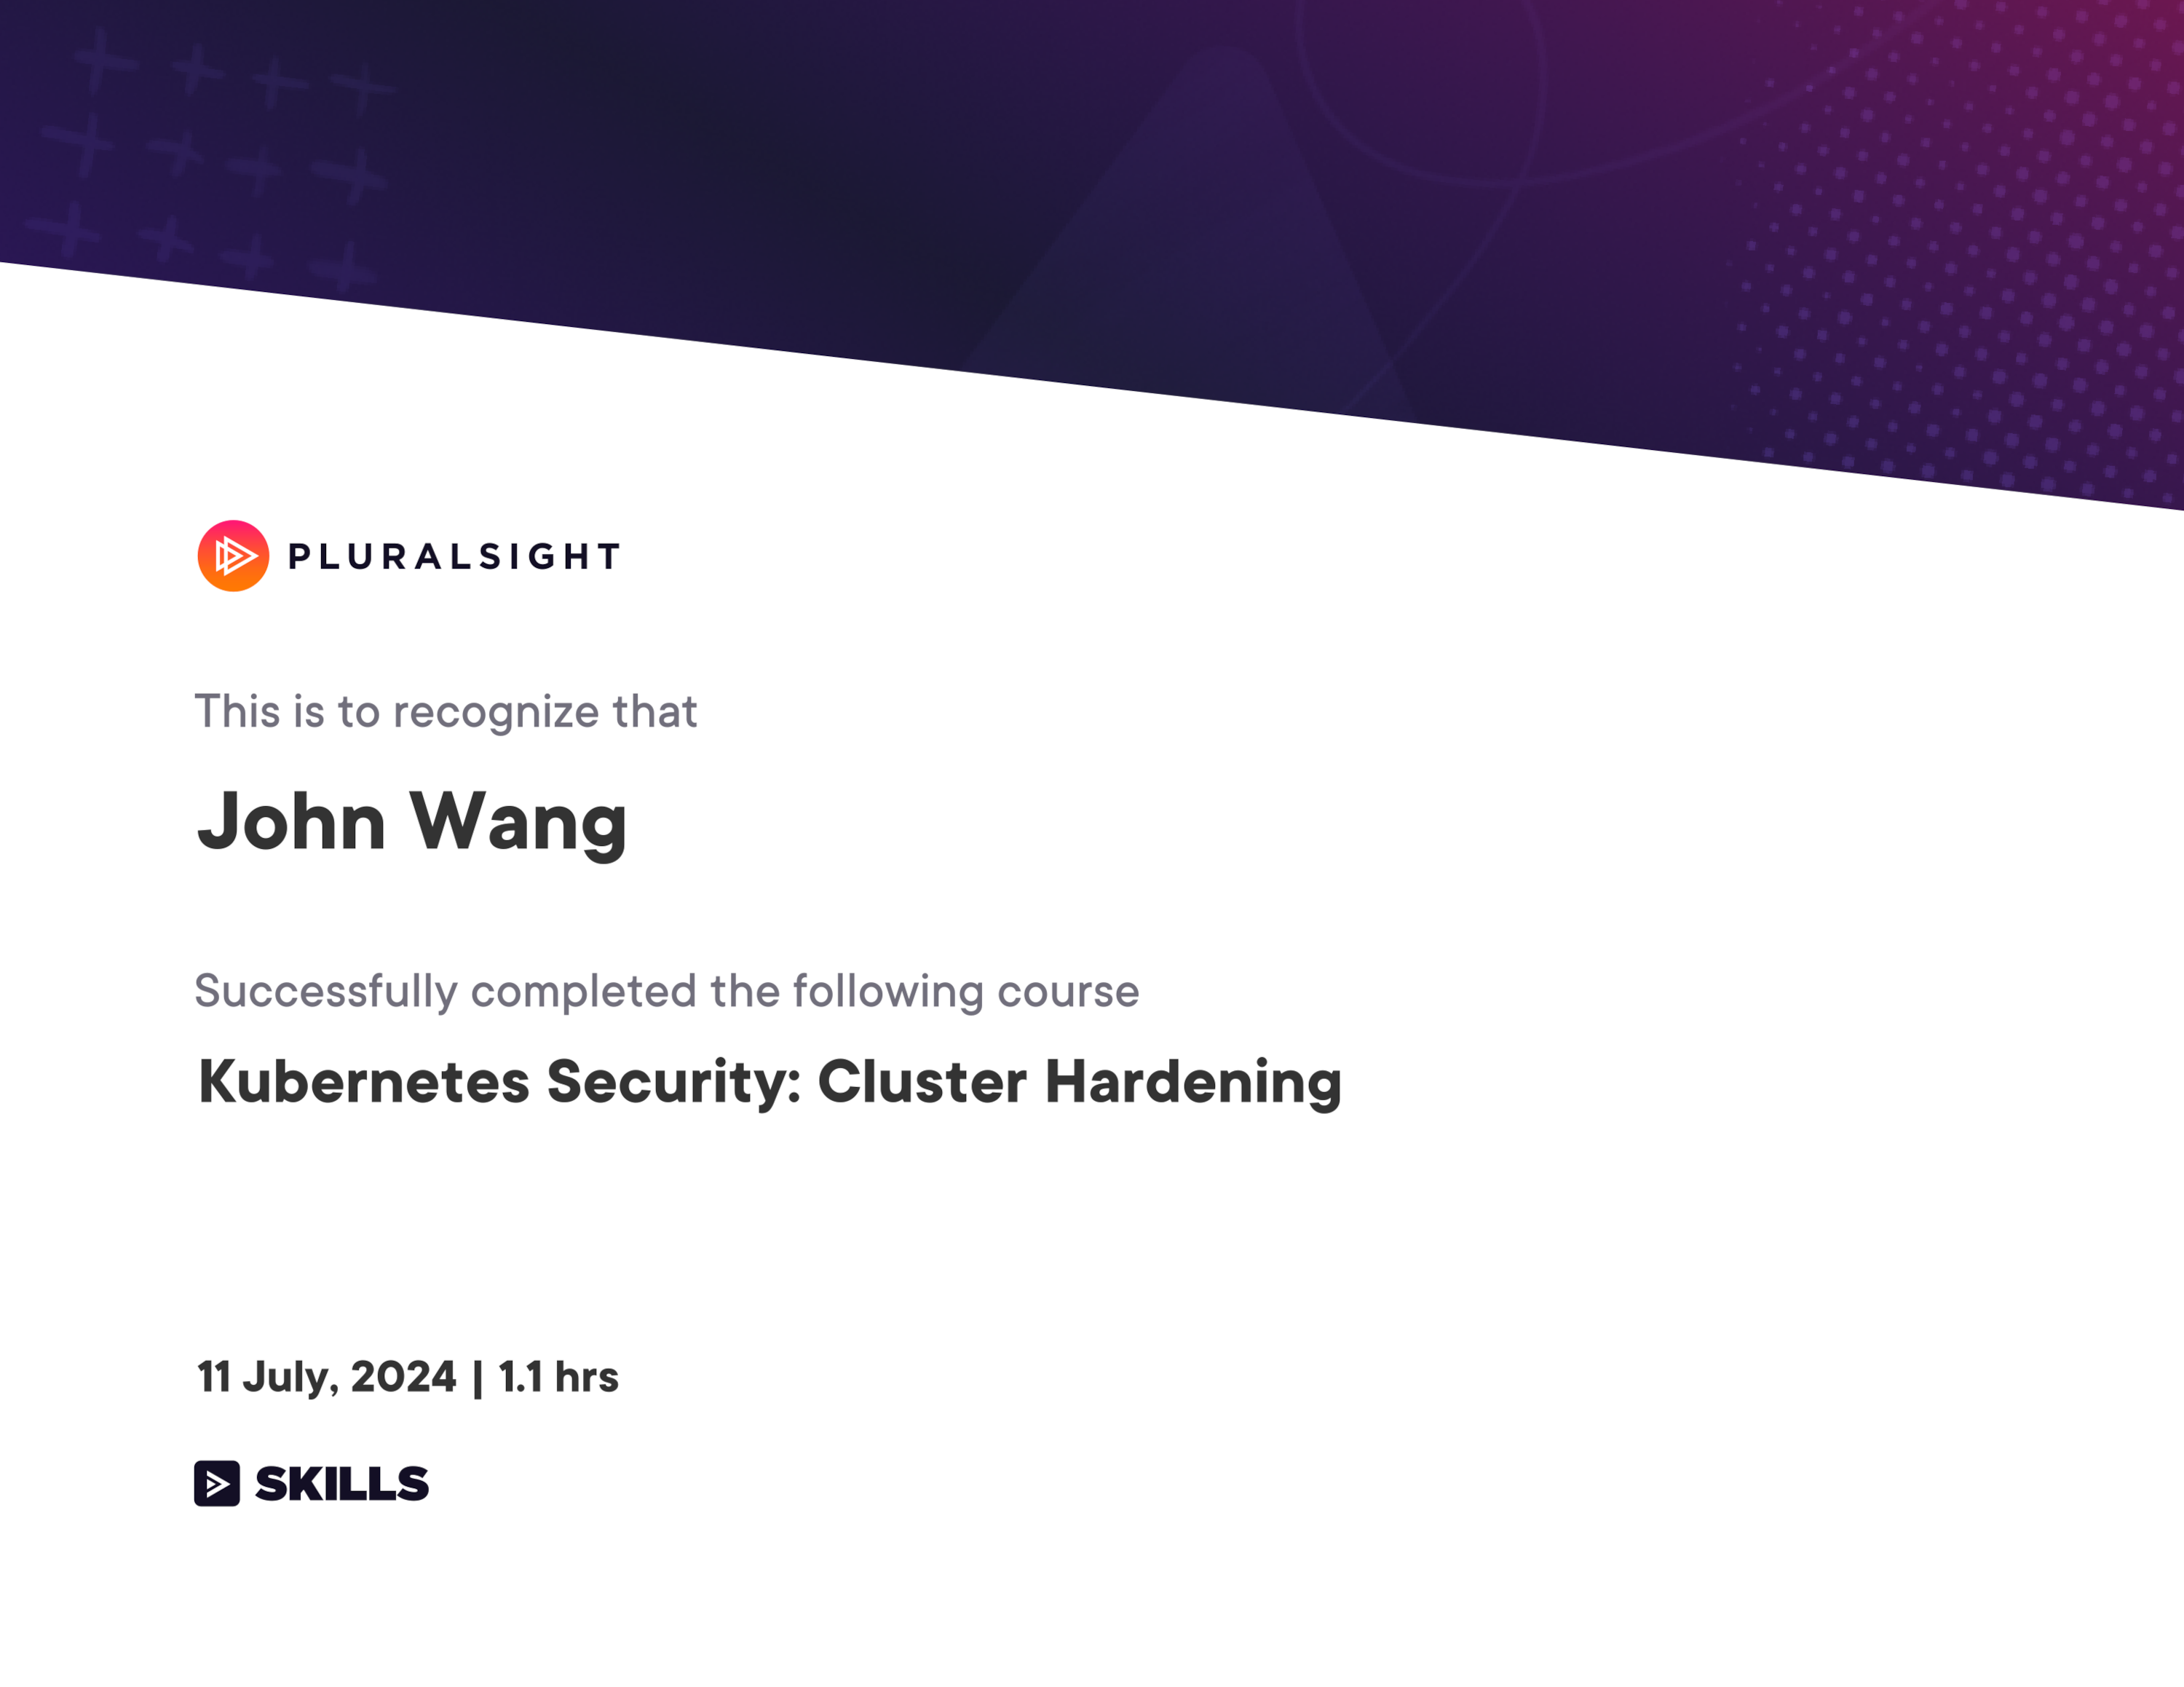 PLURALSIGHT
This is to recognize that
John Wang
Successfully completed the following course
Kubernetes Security: Cluster Hardening
11 July, 2024 | 1.1 hrs
SKILLS